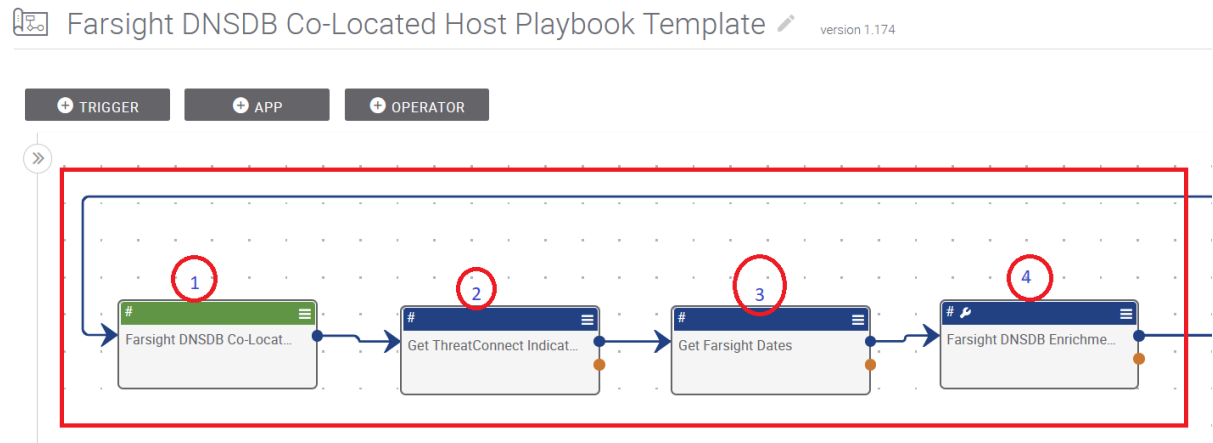 Farsight DNSDB Co-Located Host Playbook Template version 1.174
TRIGGER APP OPERATOR
1 2 3 4
# # # #
Farsight DNSDB Co-Locat... Get ThreatConnect Indicat... Get Farsight Dates Farsight DNSDB Enrichme...